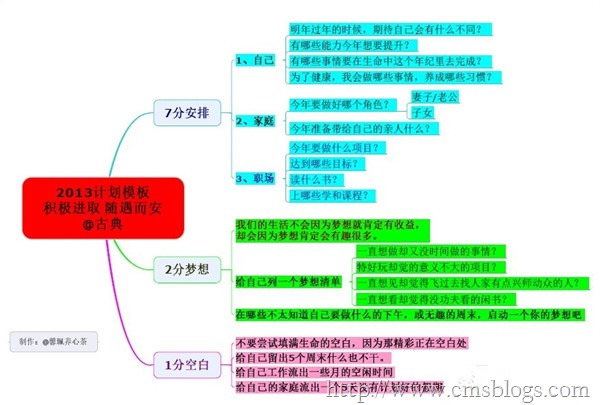 2013计划模板
积极进取 随遇而安
@古典
7分安排
1、自己
明年过年的时候，期待自己会有什么不同？
有哪些能力今年想要提升？
有哪些事情要在生命中这个年纪里去完成？
为了健康，我会做哪些事情，养成哪些习惯？
2、家庭
今年要做好哪个角色？
妻子/老公
子女
今年准备带给自己的亲人什么？
3、职场
今年要做什么项目？
达到哪些目标？
读什么书？
上哪些学和课程？
2分梦想
我们的生活不会因为梦想就肯定有收益，
却会因为梦想肯定会有趣很多。
给自己列一个梦想清单
一直想做却又没时间做的事情？
特好玩却觉的意义不大的项目？
一直想见却觉得飞过去找人家有点兴师动众的人？
一直想看却觉得没功夫看的闲书？
在哪些不太知道自己要做什么的下午，或无趣的周末，启动一个你的梦想吧
1分空白
不要尝试填满生命的空白，因为那精彩正在空白处
给自己留出5个周末什么也不干。
给自己工作流出一些月的空闲时间
给自己的家庭流出一个5天没有计划好的假期
制作：@馨珮养心茶
http://www.cmsblogs.com